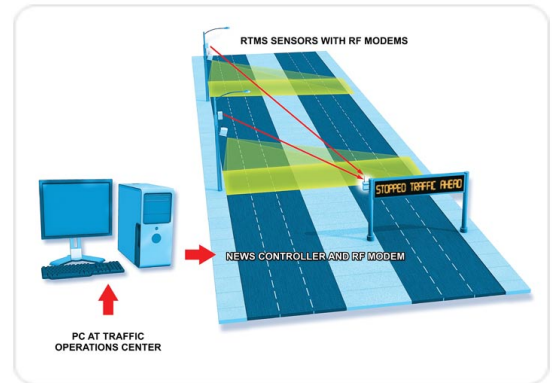 RTMS SENSORS WITH RF MODEMS
STOPPED TRAFFIC AHEAD
NEWS CONTROLLER AND RF MODEM
PC AT TRAFFIC
OPERATIONS CENTER